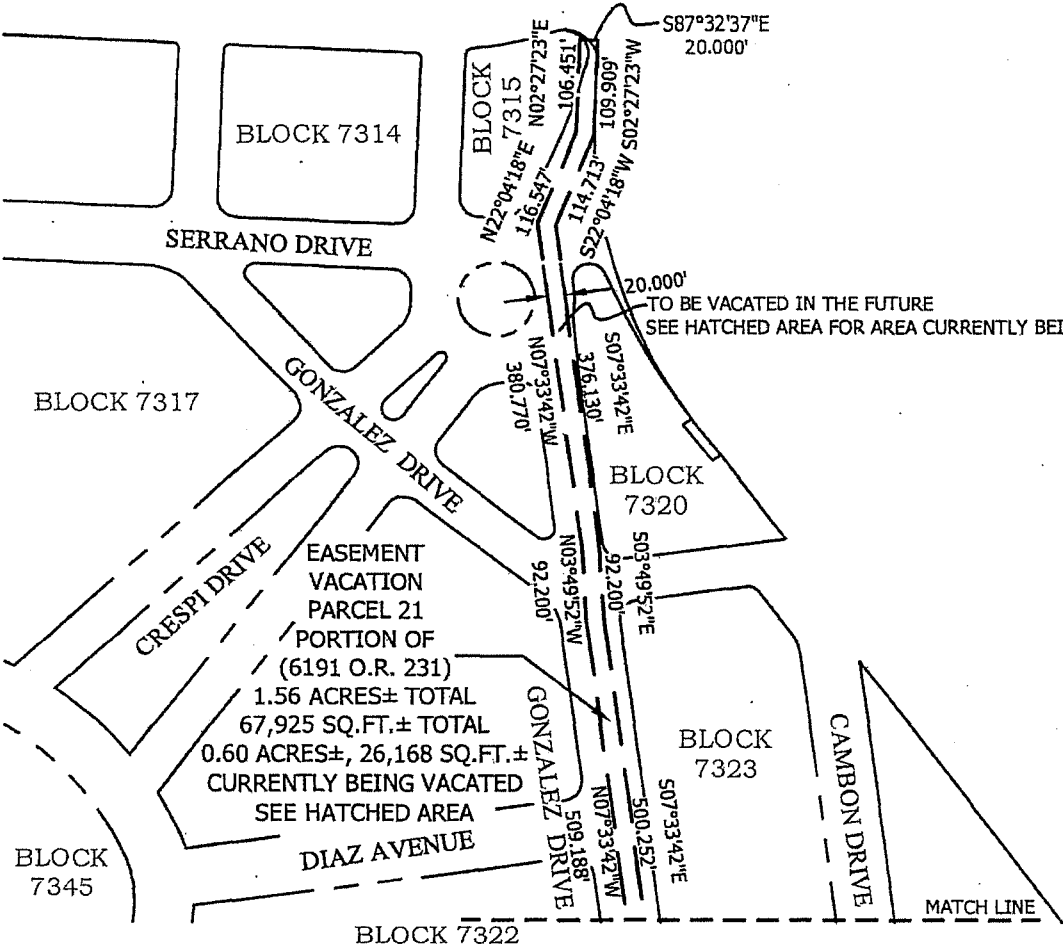 S87°32'37"E
20.000'
N02°27'23"E
106.451'
109.909'
S02°27'23"W
BLOCK
7315
BLOCK 7314
N22°04'18"E
116.547'
114.713'
S22°04'18"W
SERRANO DRIVE
20.000'
TO BE VACATED IN THE FUTURE
SEE HATCHED AREA FOR AREA CURRENTLY BEI
N07°33'42"W
380.770'
376.130'
S07°33'42"E
GONZALEZ DRIVE
BLOCK 7317
BLOCK
7320
CRESPI DRIVE
N03°49'52"W
92.200'
92.200'
S03°49'52"E
EASEMENT
VACATION
PARCEL 21
PORTION OF
(6191 O.R. 231)
1.56 ACRES± TOTAL
67,925 SQ.FT.± TOTAL
0.60 ACRES±, 26,168 SQ.FT.±
CURRENTLY BEING VACATED
SEE HATCHED AREA
GONZALEZ DRIVE
BLOCK
7323
CAMBON DRIVE
N07°33'42"W
509.188'
500.252'
S07°33'42"E
DIAZ AVENUE
BLOCK
7345
MATCH LINE
BLOCK 7322